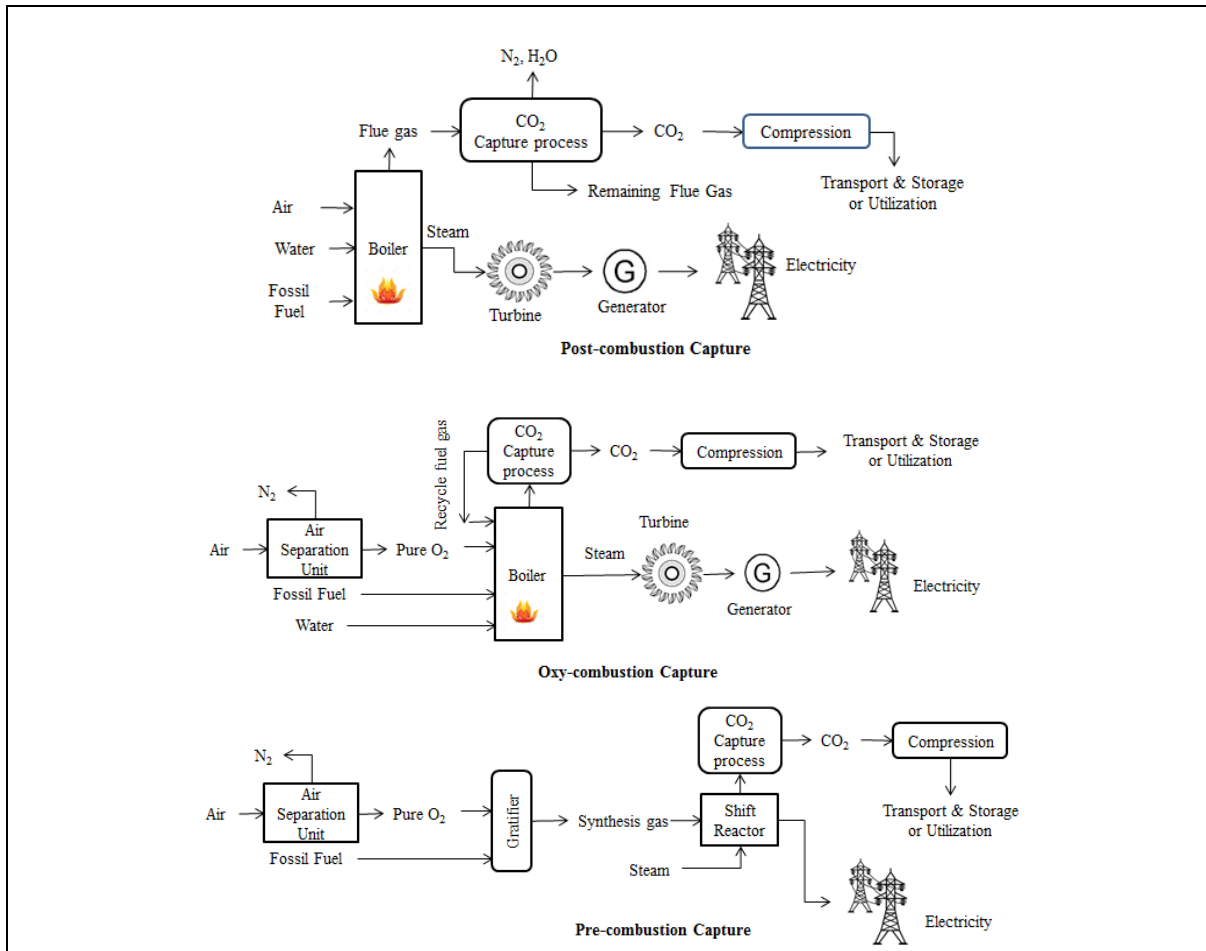 N₂, H₂O
Flue gas
CO₂
Capture process
CO₂
Compression
Remaining Flue Gas
Transport & Storage
or Utilization
Air
Water
Fossil
Fuel
Boiler
Steam
Turbine
G
Generator
Electricity
Post-combustion Capture
Recycle fuel gas
CO₂
Capture
process
CO₂
Compression
Transport & Storage
or Utilization
N₂
Air
Air
Separation
Unit
Pure O₂
Fossil Fuel
Water
Boiler
Steam
Turbine
G
Generator
Electricity
Oxy-combustion Capture
CO₂
Capture
process
CO₂
Compression
Transport & Storage
or Utilization
N₂
Air
Air
Separation
Unit
Pure O₂
Fossil Fuel
Gratifier
Synthesis gas
Shift
Reactor
Steam
Electricity
Pre-combustion Capture